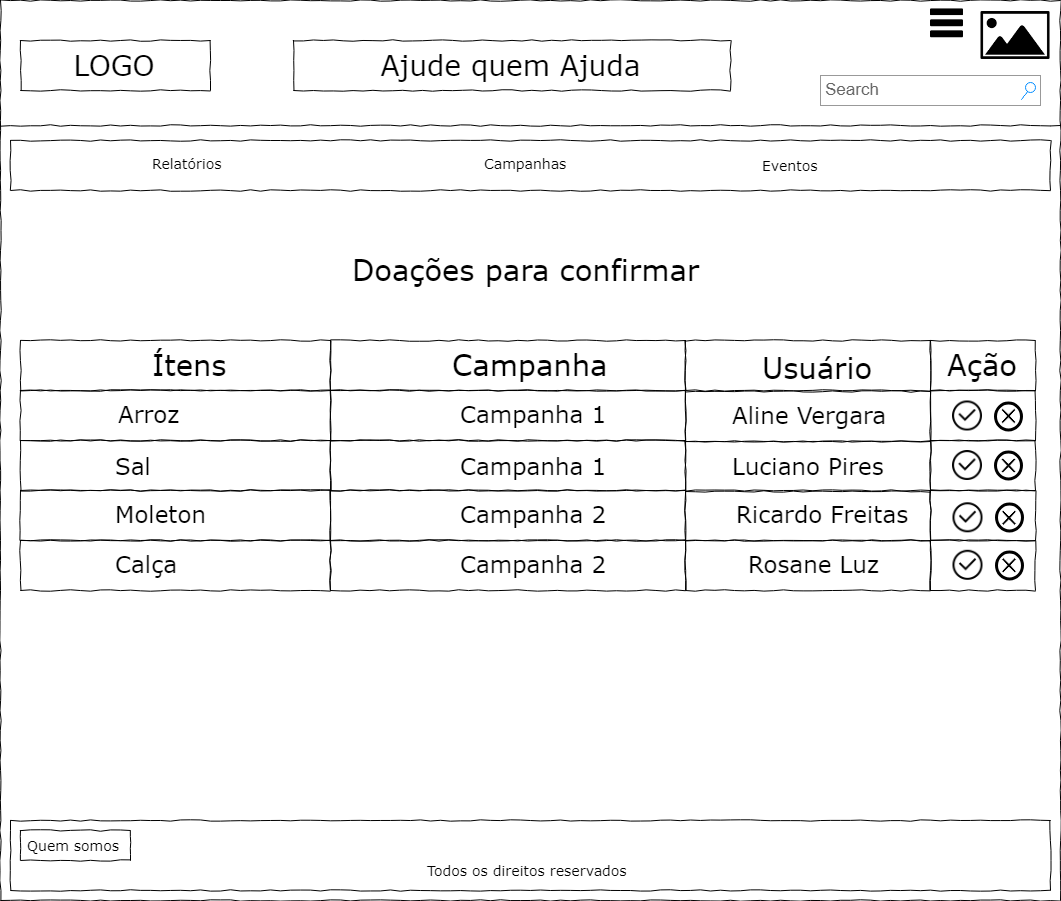 LOGO
Ajude quem Ajuda
Search
Relatórios Campanhas Eventos
Doações para confirmar
Ítens Campanha Usuário Ação
Arroz Campanha 1 Aline Vergara
Sal Campanha 1 Luciano Pires
Moleton Campanha 2 Ricardo Freitas
Calça Campanha 2 Rosane Luz
Quem somos
Todos os direitos reservados